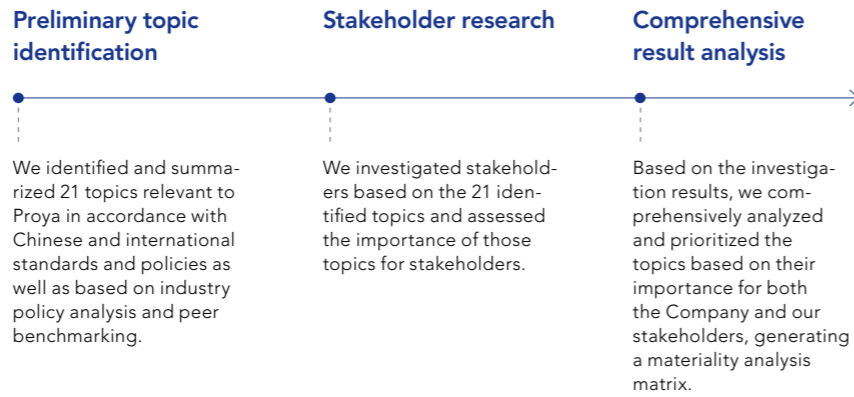 Preliminary topic
identification
We identified and summa-
rized 21 topics relevant to
Proya in accordance with
Chinese and international
standards and policies as
well as based on industry
policy analysis and peer
benchmarking.
Stakeholder research
We investigated stakehold-
ers based on the 21 iden-
tified topics and assessed
the importance of those
topics for stakeholders.
Comprehensive
result analysis
Based on the investiga-
tion results, we com-
prehensively analyzed
and prioritized the
topics based on their
importance for both
the Company and our
stakeholders, generating
a materiality analysis
matrix.